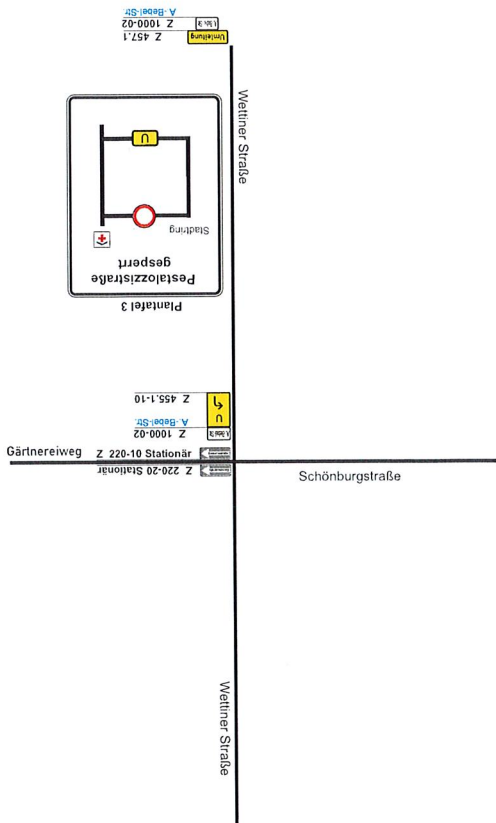 A.-Bebel-Str.
Z 1000-02
Umleitung
Z 457.1
Wettiner Straße
U
Stadtring
Pestalozzistraße
gesperrt
Plantafel 3
Z 455.1-10
U
A.-Bebel-Str.
Z 1000-02
Gärtnereiweg
Z 220-10 Stationär
Z 220-20 Stationär
Schönburgstraße
Wettiner Straße